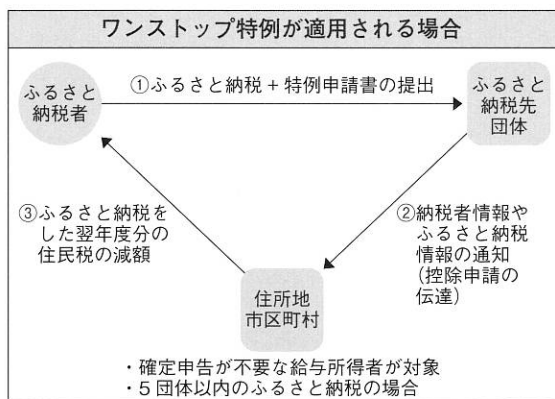 ワンストップ特例が適用される場合
ふるさと
納税者
①ふるさと納税+特例申請書の提出
ふるさと
納税先
団体
③ふるさと納税を
した翌年度分の
住民税の減額
②納税者情報や
ふるさと納税
情報の通知
(控除申請の
伝達)
住所地
市区町村
・確定申告が不要な給与所得者が対象
・5団体以内のふるさと納税の場合